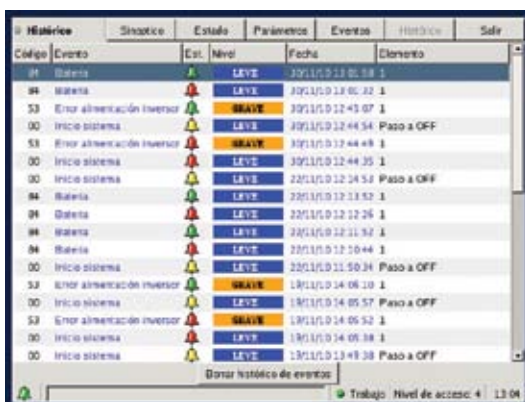 Histórico Sinoptico Estado Parámetros Eventos Histórico Salir
Código Evento Est. Nivel Fecha Elemento
84 Bateria LEVE 30/11/10 13:01:58 1
84 Bateria LEVE 30/11/10 13:01:32 1
53 Error alimentación inversor GRAVE 30/11/10 12:45:07 1
00 Inicio sistema LEVE 30/11/10 12:44:54 Paso a OFF
53 Error alimentación inversor GRAVE 30/11/10 12:44:49 1
00 Inicio sistema LEVE 30/11/10 12:44:35 1
00 Inicio sistema LEVE 22/11/10 12:14:53 Paso a OFF
84 Bateria LEVE 22/11/10 12:13:52 1
84 Bateria LEVE 22/11/10 12:12:26 1
84 Bateria LEVE 22/11/10 12:11:52 1
84 Bateria LEVE 22/11/10 12:10:44 1
00 Inicio sistema LEVE 22/11/10 11:50:34 Paso a OFF
53 Error alimentación inversor GRAVE 19/11/10 14:06:10 1
00 Inicio sistema LEVE 19/11/10 14:05:57 Paso a OFF
53 Error alimentación inversor GRAVE 19/11/10 14:05:52 1
00 Inicio sistema LEVE 19/11/10 14:05:38 1
00 Inicio sistema LEVE 19/11/10 13:49:38 Paso a OFF
Borrar histórico de eventos
Trabajo Nivel de acceso: 4 13:04